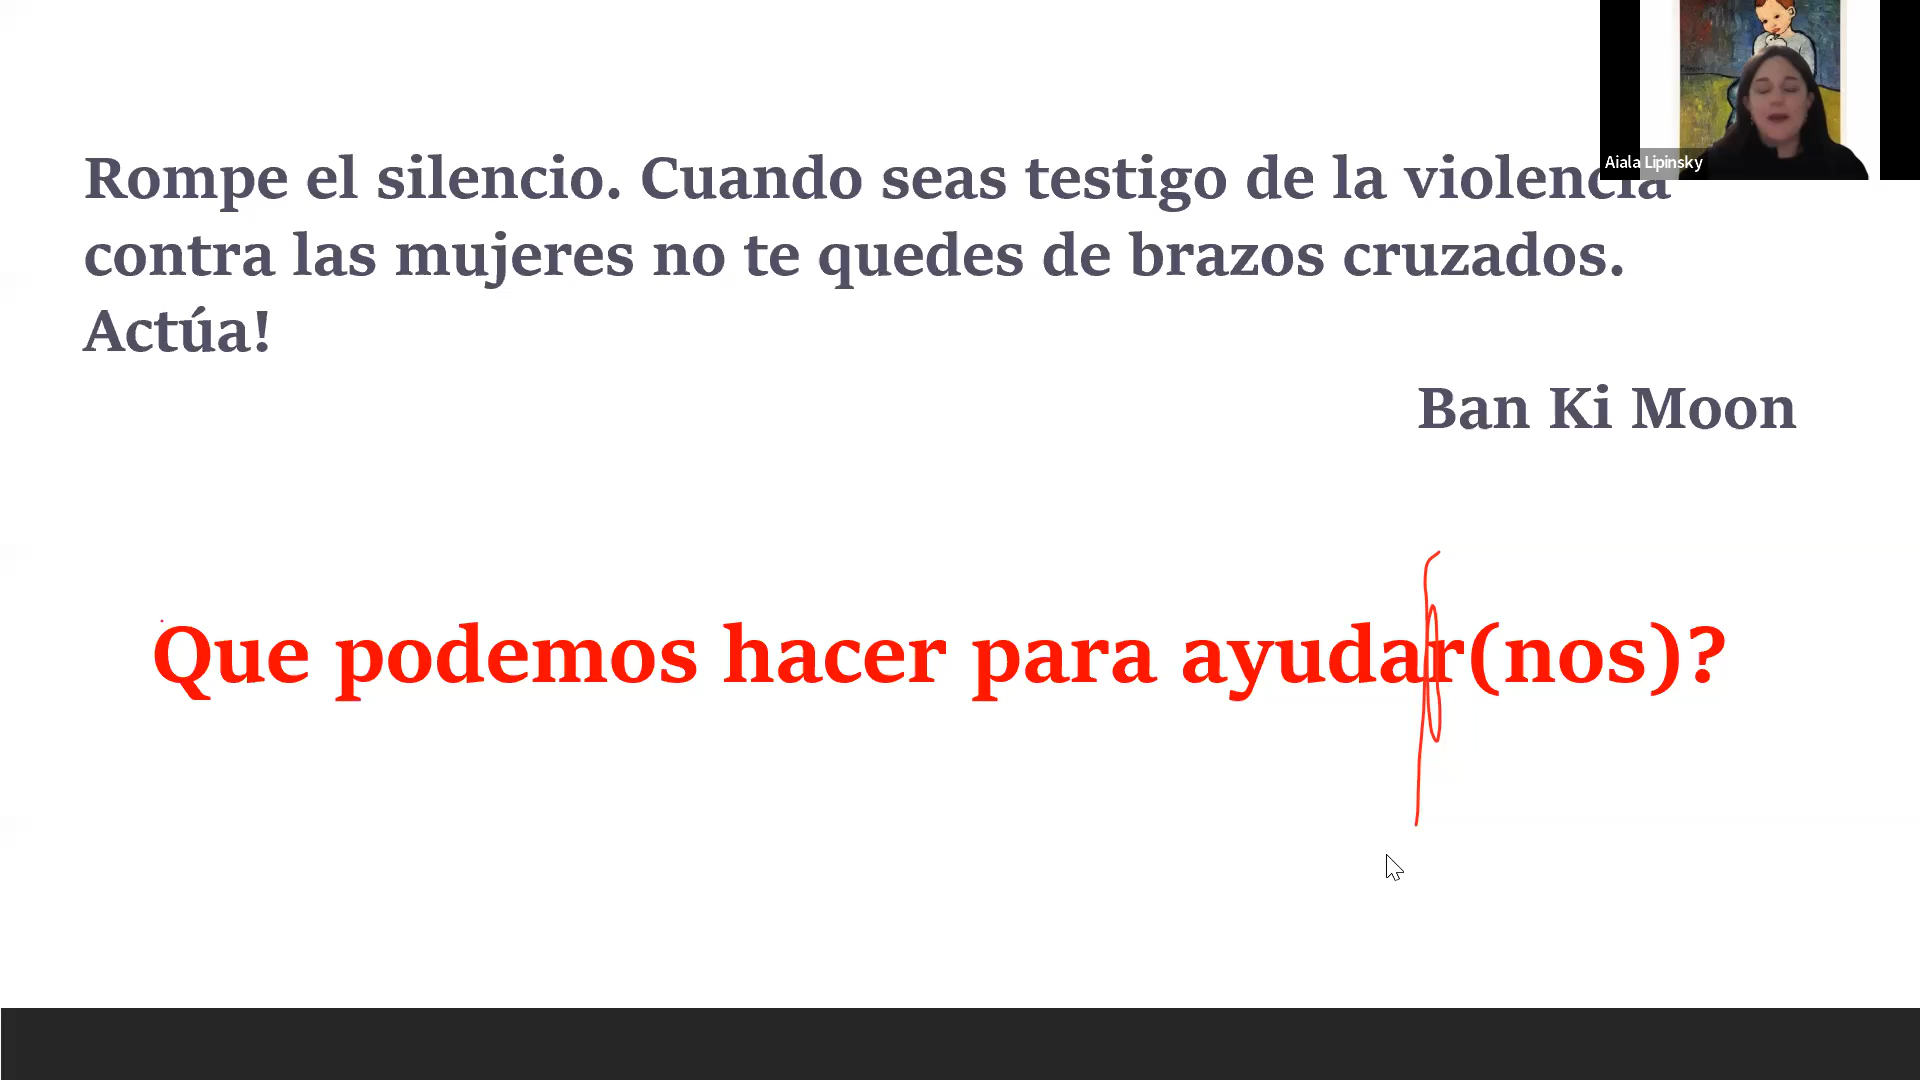 Aiala Lipinsky
Rompe el silencio. Cuando seas testigo de la violencia
contra las mujeres no te quedes de brazos cruzados.
Actúa!
Ban Ki Moon
Que podemos hacer para ayudar(nos)?